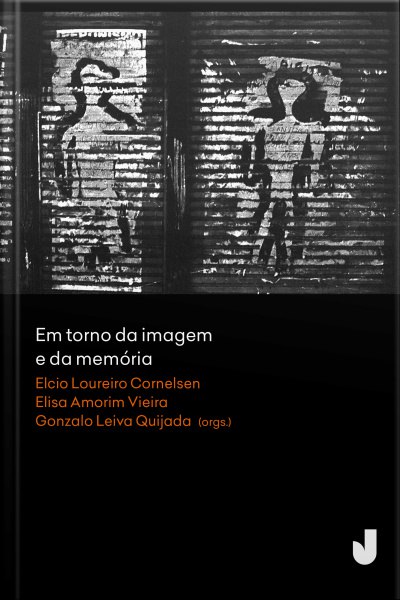 Em torno da imagem
e da memória
Elcio Loureiro Cornelsen
Elisa Amorim Vieira
Gonzalo Leiva Quijada (orgs.)
J